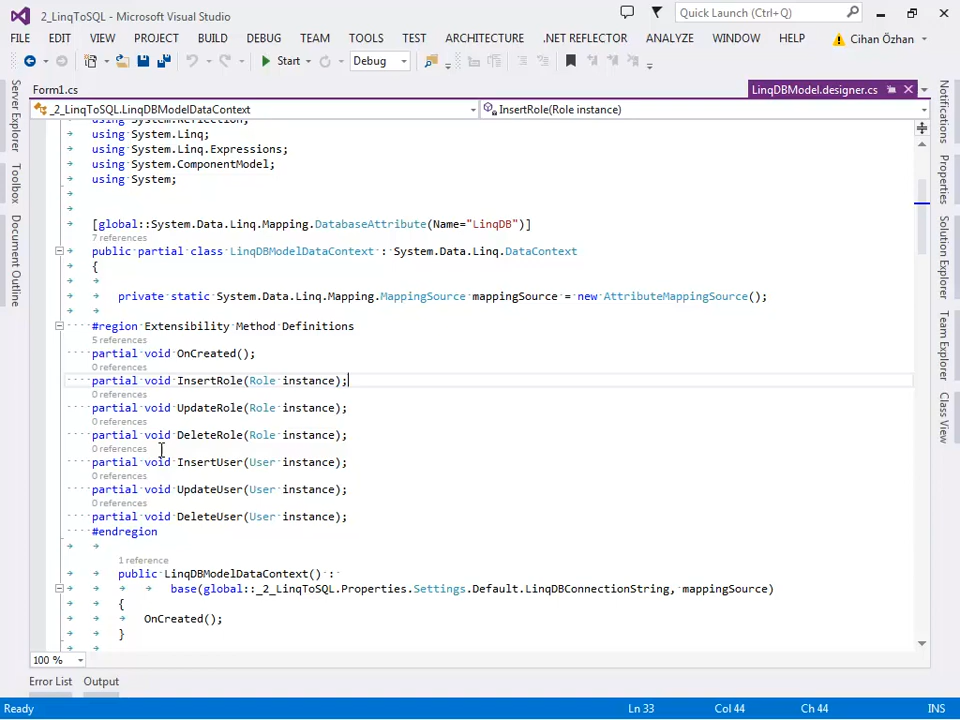 2_LinqToSQL - Microsoft Visual Studio
Quick Launch (Ctrl+Q)
FILE EDIT VIEW PROJECT BUILD DEBUG TEAM TOOLS TEST ARCHITECTURE .NET REFLECTOR ANALYZE WINDOW HELP Cihan Özhan
Start Debug
Form1.cs
LinqDBModel.designer.cs
_2_LinqToSQL.LinqDBModelDataContext
InsertRole(Role instance)
Server Explorer
Toolbox
Document Outline
using System.Reflection;
using System.Linq;
using System.Linq.Expressions;
using System.ComponentModel;
using System;
[global::System.Data.Linq.Mapping.DatabaseAttribute(Name="LinqDB")]
7 references
public partial class LinqDBModelDataContext : System.Data.Linq.DataContext
{
private static System.Data.Linq.Mapping.MappingSource mappingSource = new AttributeMappingSource();
#region Extensibility Method Definitions
5 references
partial void OnCreated();
0 references
partial void InsertRole(Role instance);
0 references
partial void UpdateRole(Role instance);
0 references
partial void DeleteRole(Role instance);
0 references
partial void InsertUser(User instance);
0 references
partial void UpdateUser(User instance);
0 references
partial void DeleteUser(User instance);
#endregion
1 reference
public LinqDBModelDataContext() :
base(global::_2_LinqToSQL.Properties.Settings.Default.LinqDBConnectionString, mappingSource)
{
OnCreated();
}
Notifications
Properties
Solution Explorer
Team Explorer
Class View
100 %
Error List Output
Ready
Ln 33 Col 44 Ch 44 INS